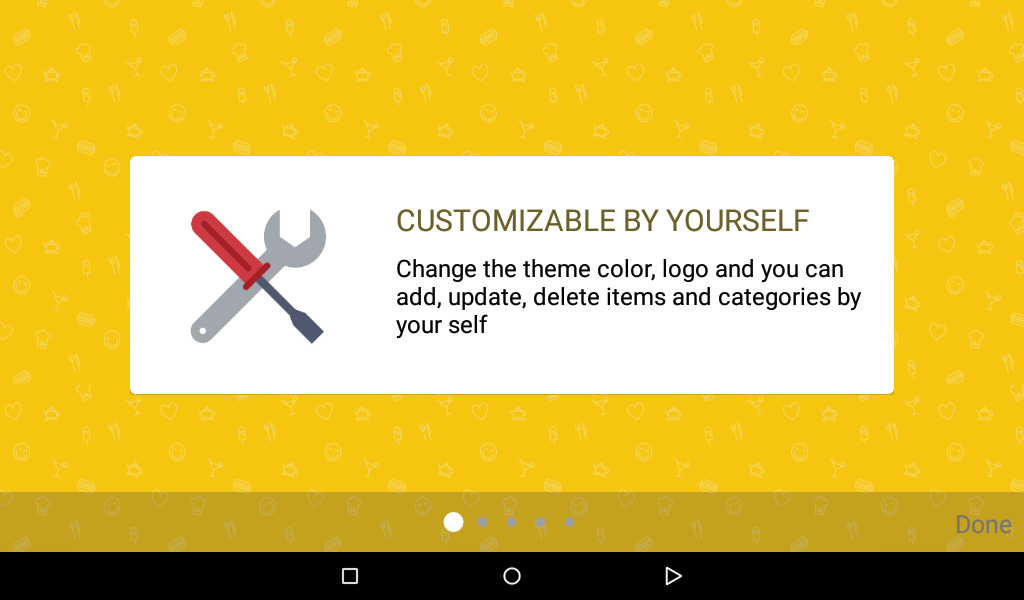 CUSTOMIZABLE BY YOURSELF
Change the theme color, logo and you can
add, update, delete items and categories by
your self
Done